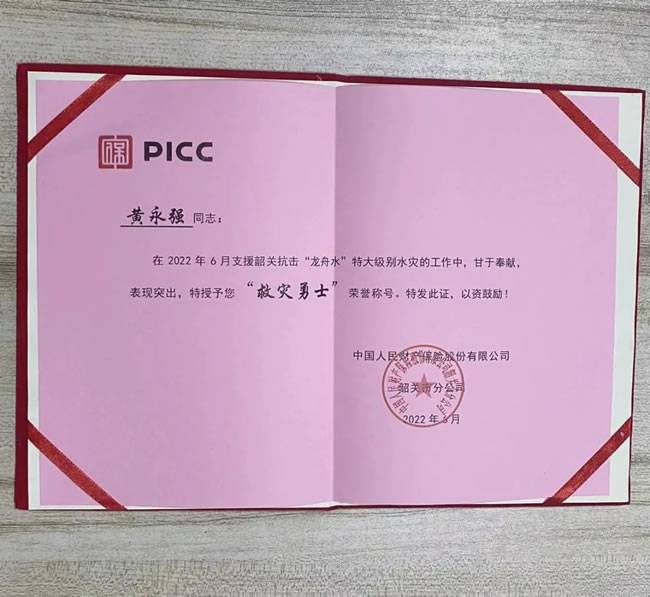 保 PICC
黄永强 同志：
在 2022 年 6 月支援韶关抗击“龙舟水”特大级别水灾的工作中，甘于奉献，
表现突出，特授予您“救灾勇士”荣誉称号。特发此证，以资鼓励！
中国人民财产保险股份有限公司
韶关市分公司
2022 年 6 月